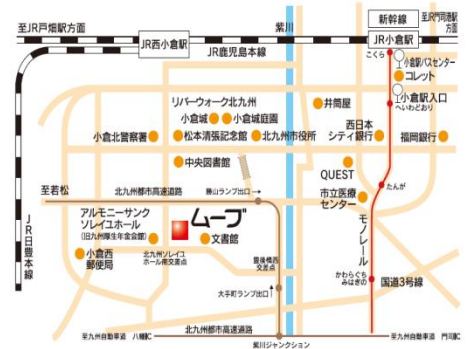 新幹線
至JR戸畑駅方面
紫川
至JR門司港駅
方面
JR西小倉駅
JR鹿児島本線
JR小倉駅
こくら
小倉駅バスセンター
コレット
小倉駅入口
へいわどおり
リバーウォーク北九州
井筒屋
小倉城
小倉城庭園
小倉北警察署
松本清張記念館
北九州市役所
西日本
シティ銀行
福岡銀行
中央図書館
QUEST
たんが
至若松
北九州都市高速道路
勝山ランプ出口→
市立医療
センター
アルモニーサンク
ソレイユホール
(旧九州厚生年金会館)
ムーブ
文書館
モノレール
JR日豊本線
小倉西
郵便局
北九州ソレイユ
ホール南交差点
豊後橋西
交差点
かわらぐち
みはぎの
国道3号線
大手町ランプ出口→
至九州自動車道 八幡IC
北九州都市高速道路
紫川ジャンクション
至九州自動車道 門司IC